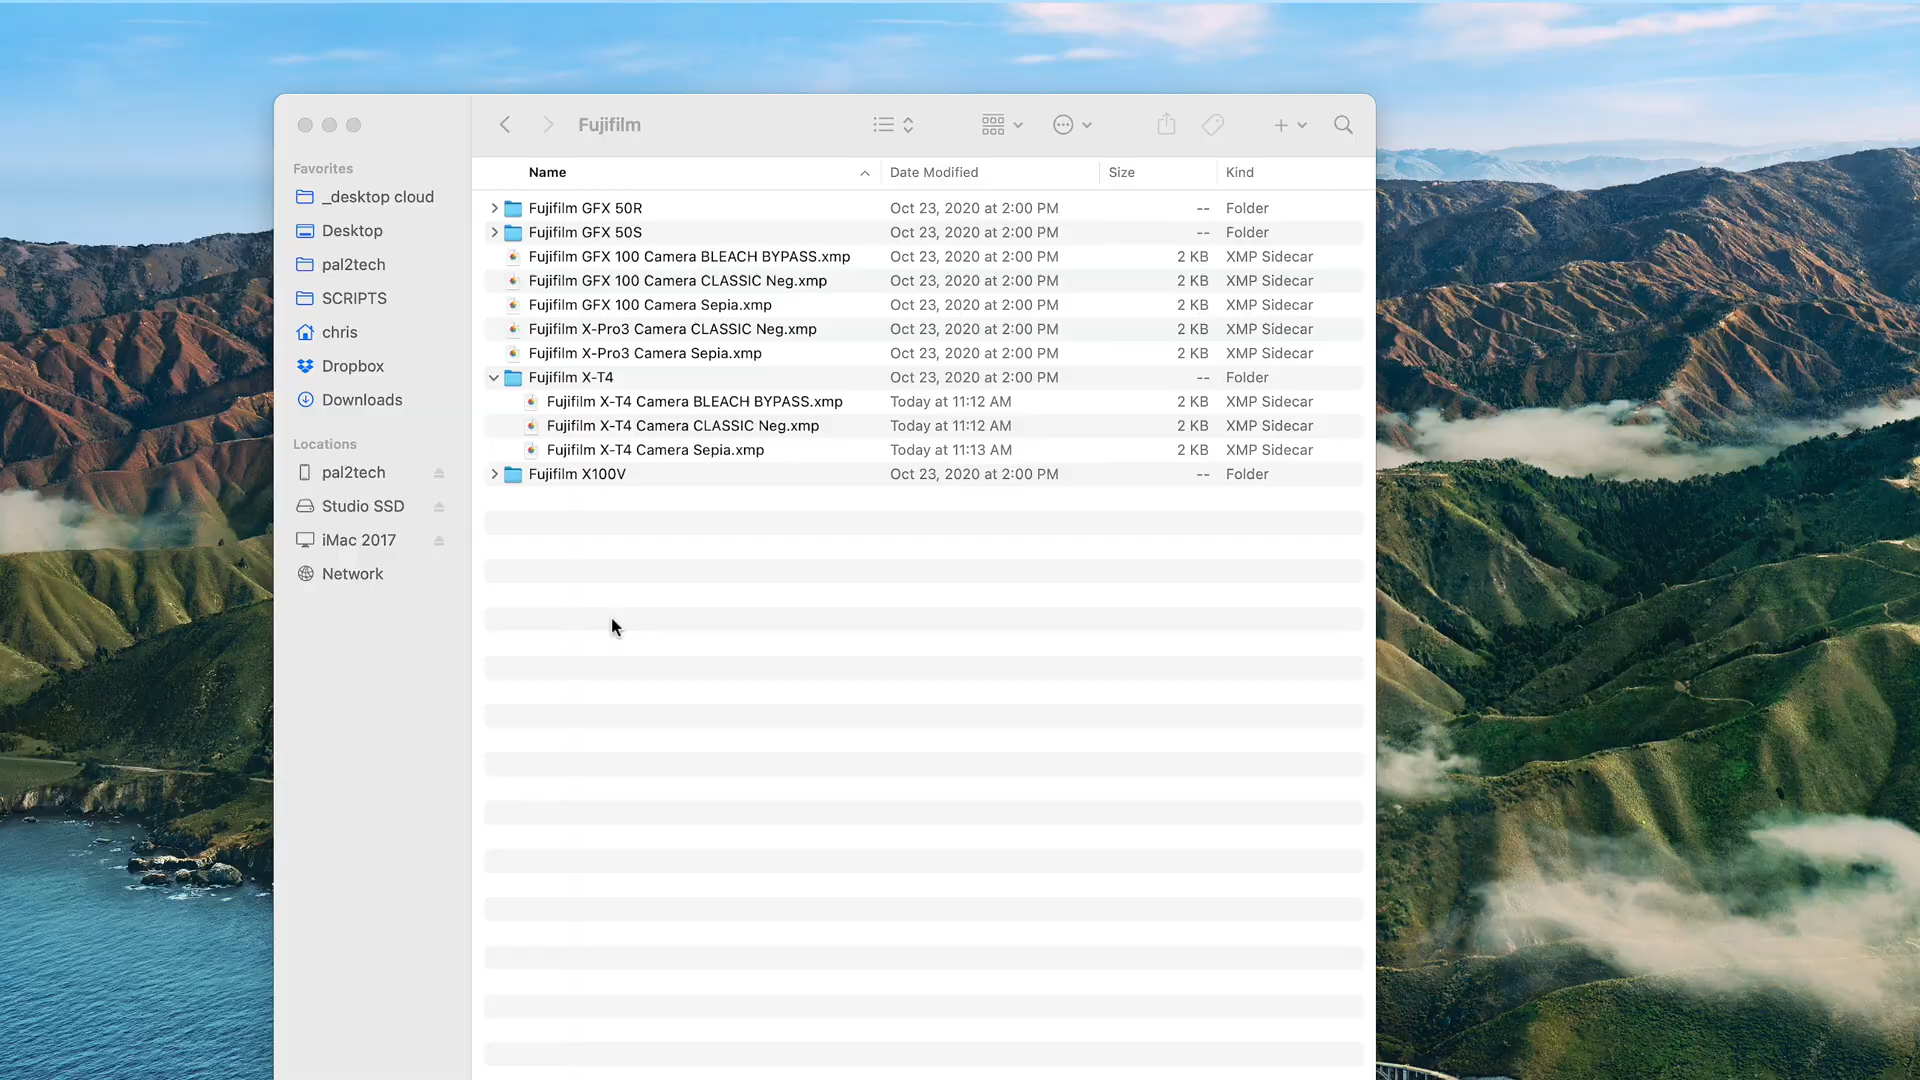 Fujifilm
Favorites
_desktop cloud
Desktop
pal2tech
SCRIPTS
chris
Dropbox
Downloads
Locations
pal2tech
Studio SSD
iMac 2017
Network
Name Date Modified Size Kind
Fujifilm GFX 50R Oct 23, 2020 at 2:00 PM -- Folder
Fujifilm GFX 50S Oct 23, 2020 at 2:00 PM -- Folder
Fujifilm GFX 100 Camera BLEACH BYPASS.xmp Oct 23, 2020 at 2:00 PM 2 KB XMP Sidecar
Fujifilm GFX 100 Camera CLASSIC Neg.xmp Oct 23, 2020 at 2:00 PM 2 KB XMP Sidecar
Fujifilm GFX 100 Camera Sepia.xmp Oct 23, 2020 at 2:00 PM 2 KB XMP Sidecar
Fujifilm X-Pro3 Camera CLASSIC Neg.xmp Oct 23, 2020 at 2:00 PM 2 KB XMP Sidecar
Fujifilm X-Pro3 Camera Sepia.xmp Oct 23, 2020 at 2:00 PM 2 KB XMP Sidecar
Fujifilm X-T4 Oct 23, 2020 at 2:00 PM -- Folder
Fujifilm X-T4 Camera BLEACH BYPASS.xmp Today at 11:12 AM 2 KB XMP Sidecar
Fujifilm X-T4 Camera CLASSIC Neg.xmp Today at 11:12 AM 2 KB XMP Sidecar
Fujifilm X-T4 Camera Sepia.xmp Today at 11:13 AM 2 KB XMP Sidecar
Fujifilm X100V Oct 23, 2020 at 2:00 PM -- Folder